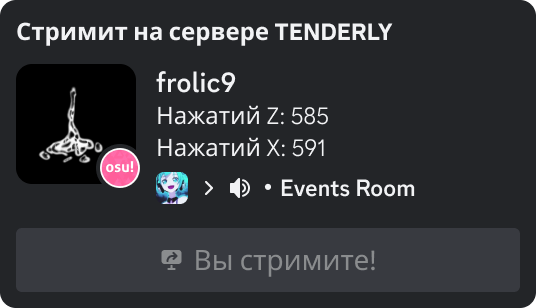 Стримит на сервере TENDERLY
frolic9
Нажатий Z: 585
Нажатий X: 591
osu!
• Events Room
Вы стримите!